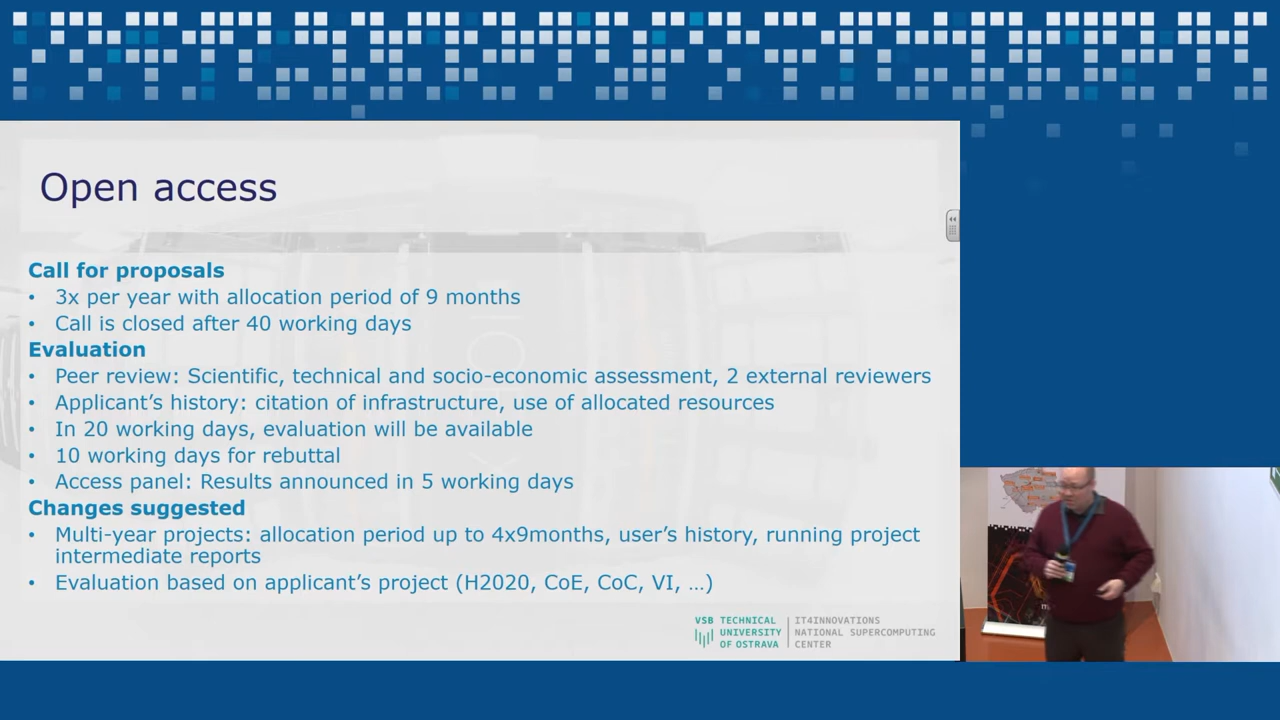 Open access
Call for proposals
• 3x per year with allocation period of 9 months
• Call is closed after 40 working days
Evaluation
• Peer review: Scientific, technical and socio-economic assessment, 2 external reviewers
• Applicant’s history: citation of infrastructure, use of allocated resources
• In 20 working days, evaluation will be available
• 10 working days for rebuttal
• Access panel: Results announced in 5 working days
Changes suggested
• Multi-year projects: allocation period up to 4x9months, user’s history, running project
intermediate reports
• Evaluation based on applicant’s project (H2020, CoE, CoC, VI, …)
VSB TECHNICAL
UNIVERSITY
OF OSTRAVA
IT4INNOVATIONS
NATIONAL SUPERCOMPUTING
CENTER